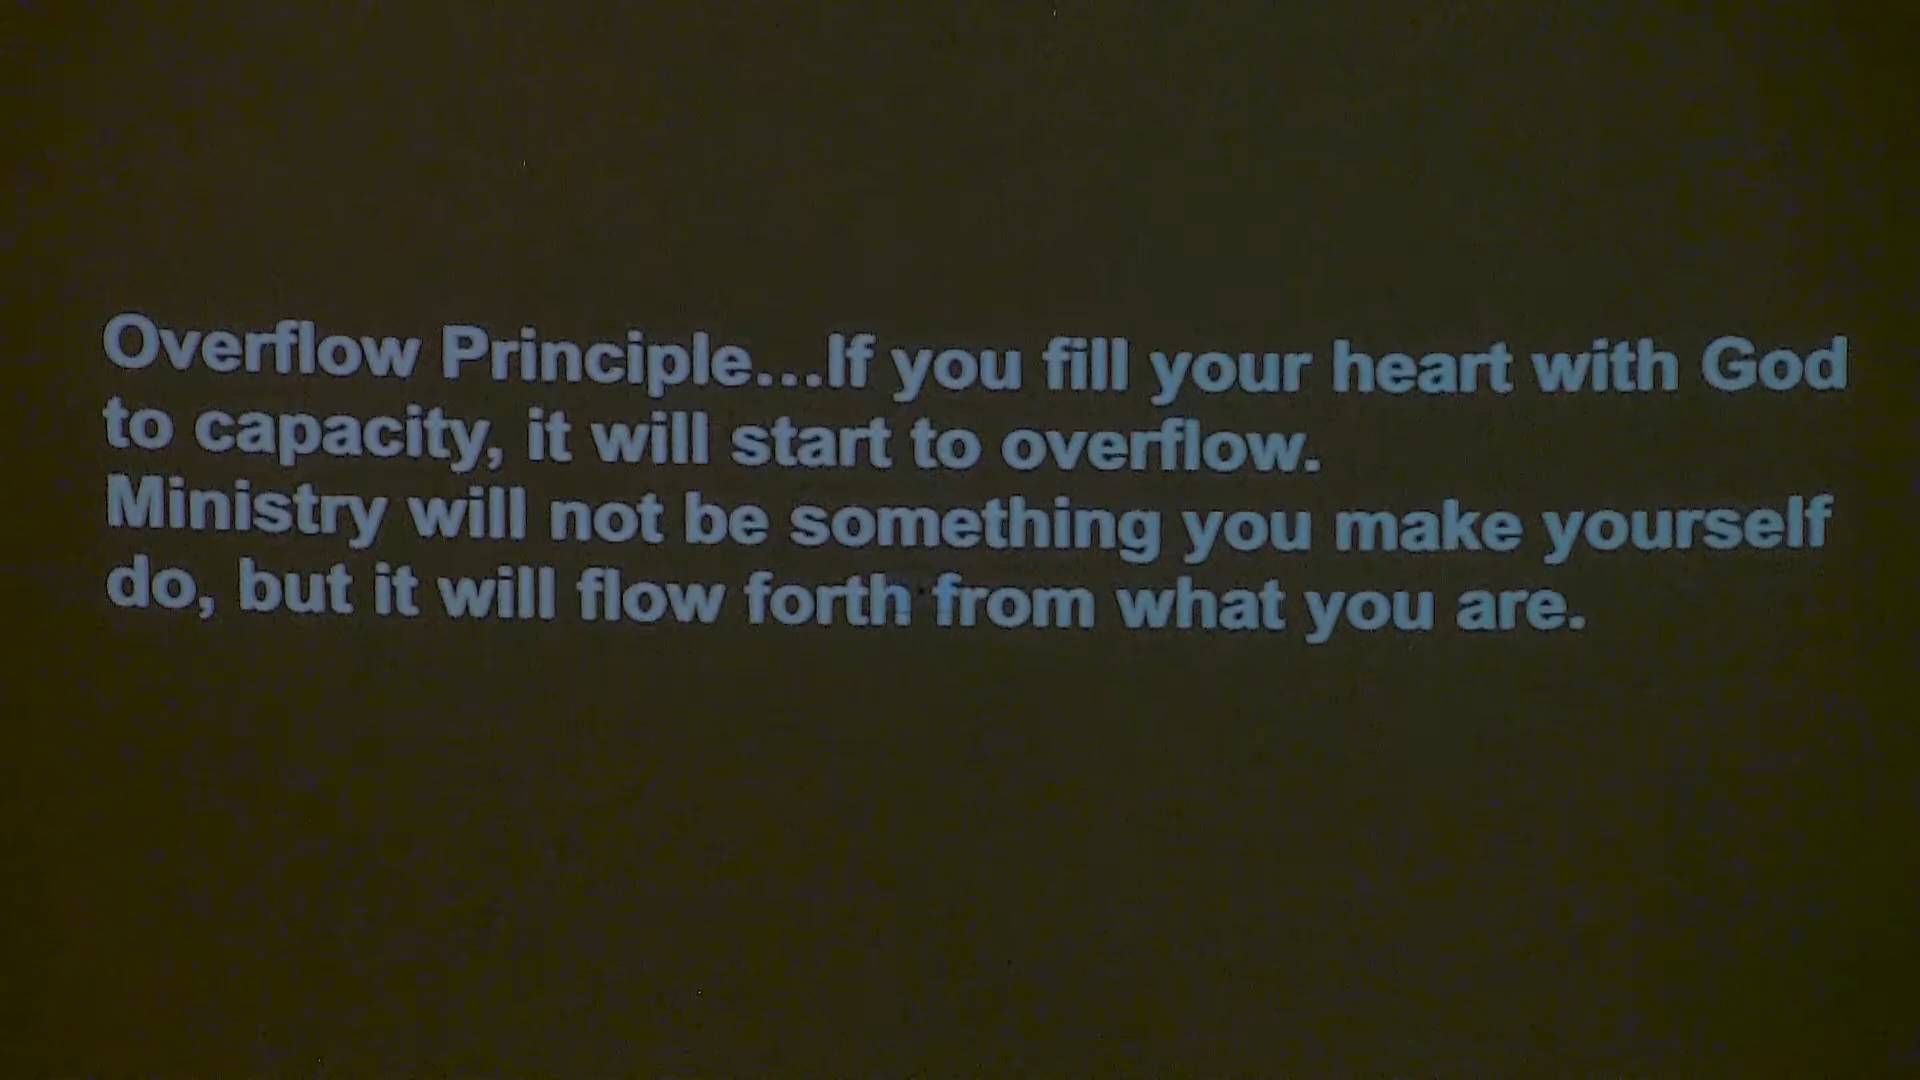 Overflow Principle...If you fill your heart with God
to capacity, it will start to overflow.
Ministry will not be something you make yourself
do, but it will flow forth from what you are.